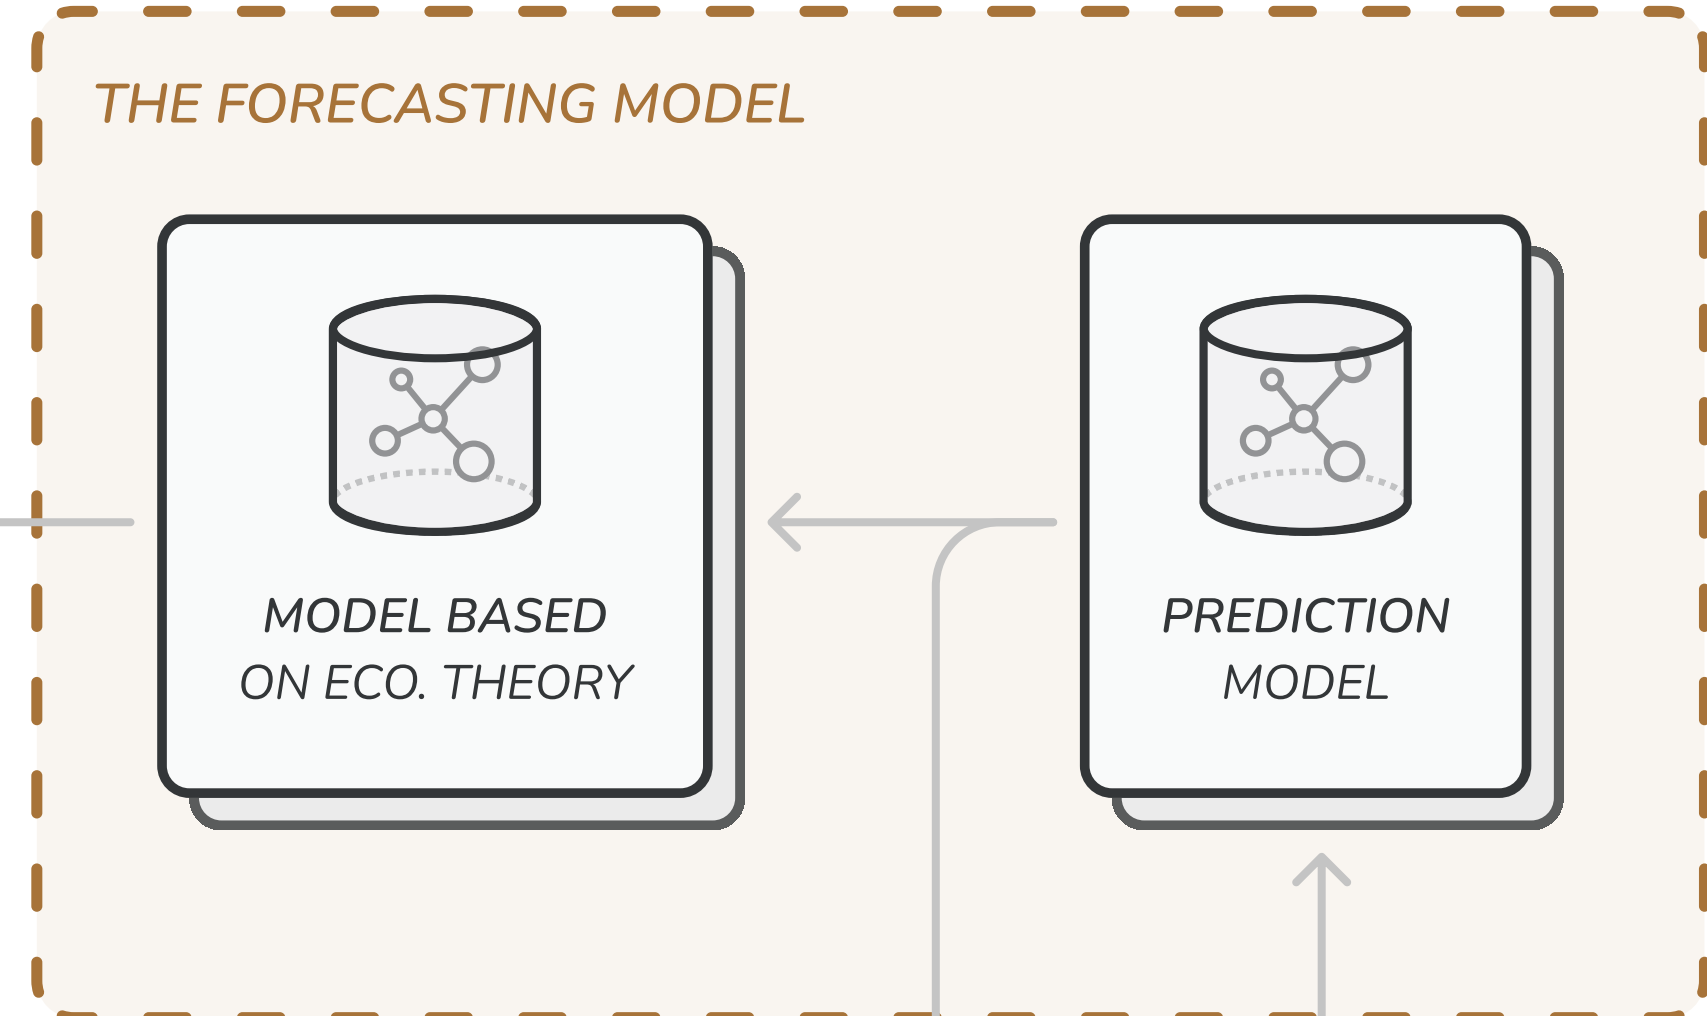 THE FORECASTING MODEL
MODEL BASED
ON ECO. THEORY
PREDICTION
MODEL